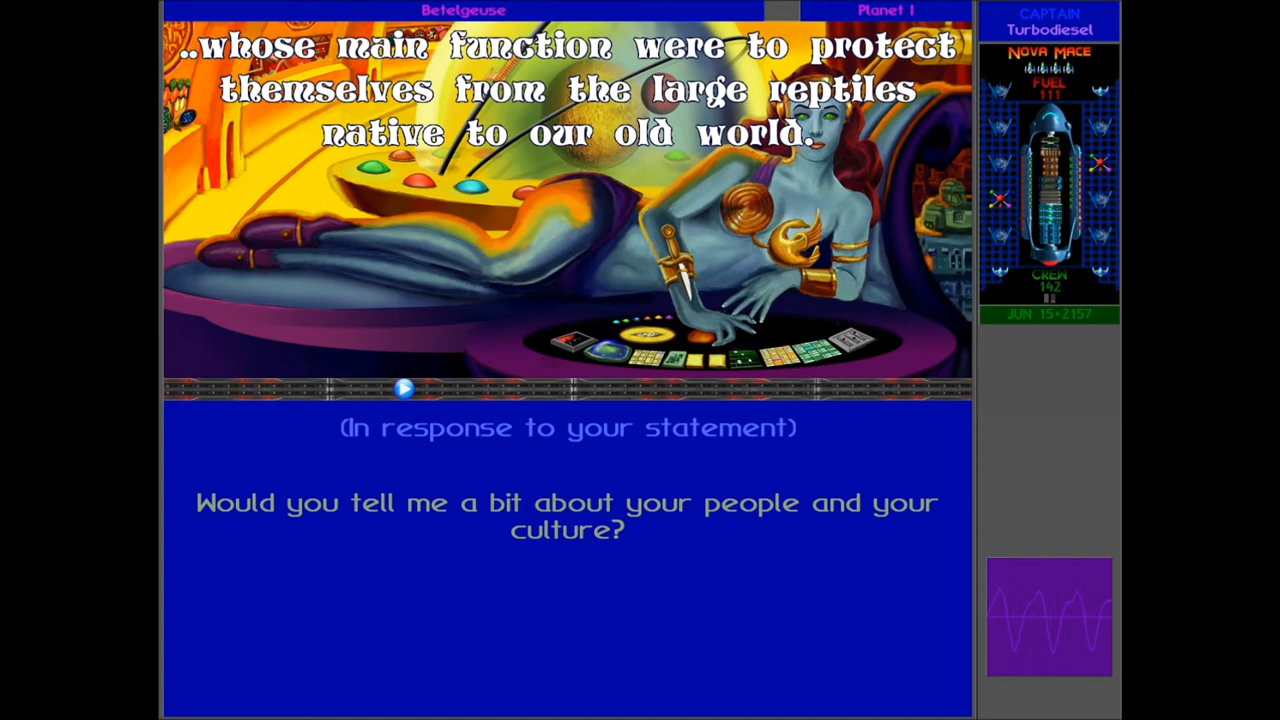 Betelgeuse
Planet I
..whose main function were to protect
themselves from the large reptiles
native to our old world.
(In response to your statement)
Would you tell me a bit about your people and your
culture?
CAPTAIN
Turbodiesel
NOVA MACE
FUEL
111
CREW
142
JUN 15•2157